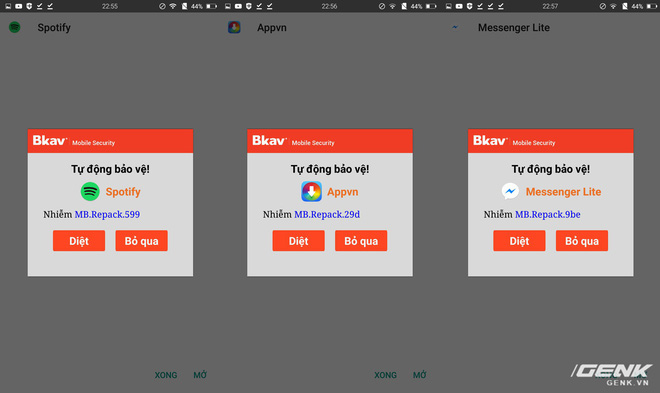 22:55
44%
Spotify
Bkav Mobile Security
Tự động bảo vệ!
Spotify
Nhiễm MB.Repack.599
Diệt
Bỏ qua
XONG
MỞ
22:56
44%
Appvn
Bkav Mobile Security
Tự động bảo vệ!
Appvn
Nhiễm MB.Repack.29d
Diệt
Bỏ qua
XONG
MỞ
22:57
44%
Messenger Lite
Bkav Mobile Security
Tự động bảo vệ!
Messenger Lite
Nhiễm MB.Repack.9be
Diệt
Bỏ qua
GENK
GENK.VN